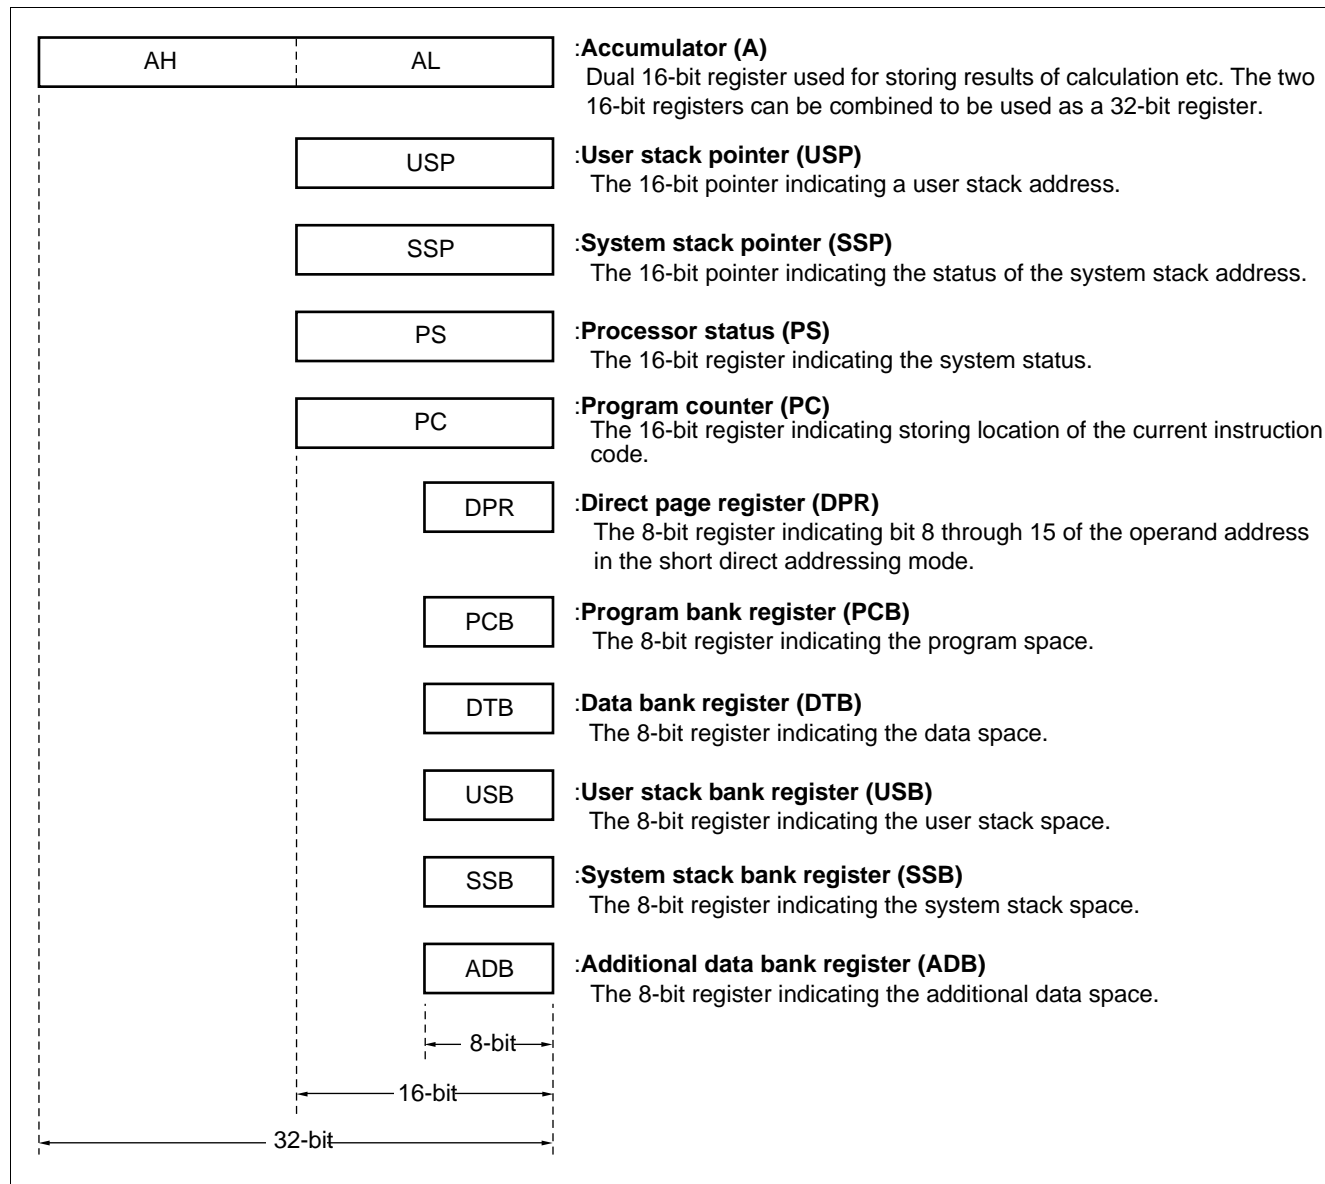 AH AL :Accumulator (A)
Dual 16-bit register used for storing results of calculation etc. The two
16-bit registers can be combined to be used as a 32-bit register.
USP :User stack pointer (USP)
The 16-bit pointer indicating a user stack address.
SSP :System stack pointer (SSP)
The 16-bit pointer indicating the status of the system stack address.
PS :Processor status (PS)
The 16-bit register indicating the system status.
PC :Program counter (PC)
The 16-bit register indicating storing location of the current instruction
code.
DPR :Direct page register (DPR)
The 8-bit register indicating bit 8 through 15 of the operand address
in the short direct addressing mode.
PCB :Program bank register (PCB)
The 8-bit register indicating the program space.
DTB :Data bank register (DTB)
The 8-bit register indicating the data space.
USB :User stack bank register (USB)
The 8-bit register indicating the user stack space.
SSB :System stack bank register (SSB)
The 8-bit register indicating the system stack space.
ADB :Additional data bank register (ADB)
The 8-bit register indicating the additional data space.
8-bit
16-bit
32-bit